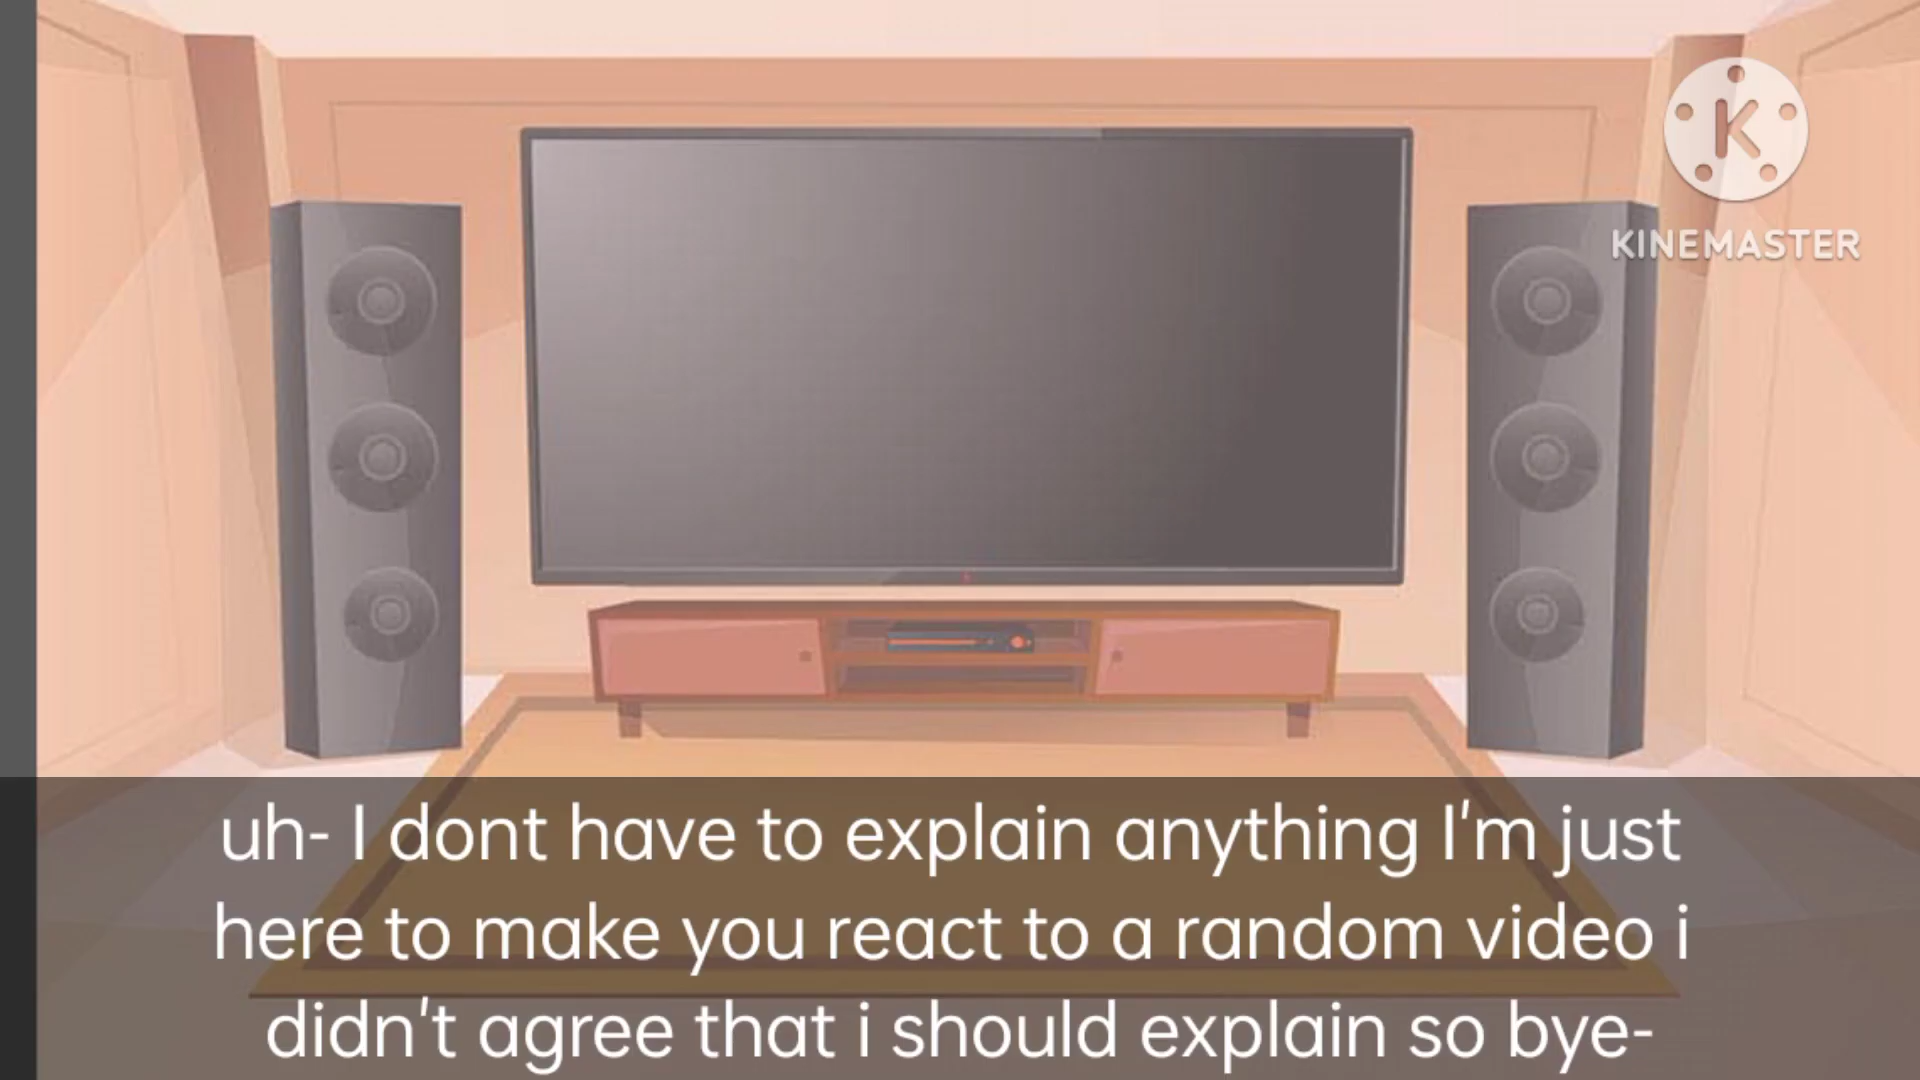 K
KINEMASTER
uh- I dont have to explain anything I'm just
here to make you react to a random video i
didn't agree that i should explain so bye-